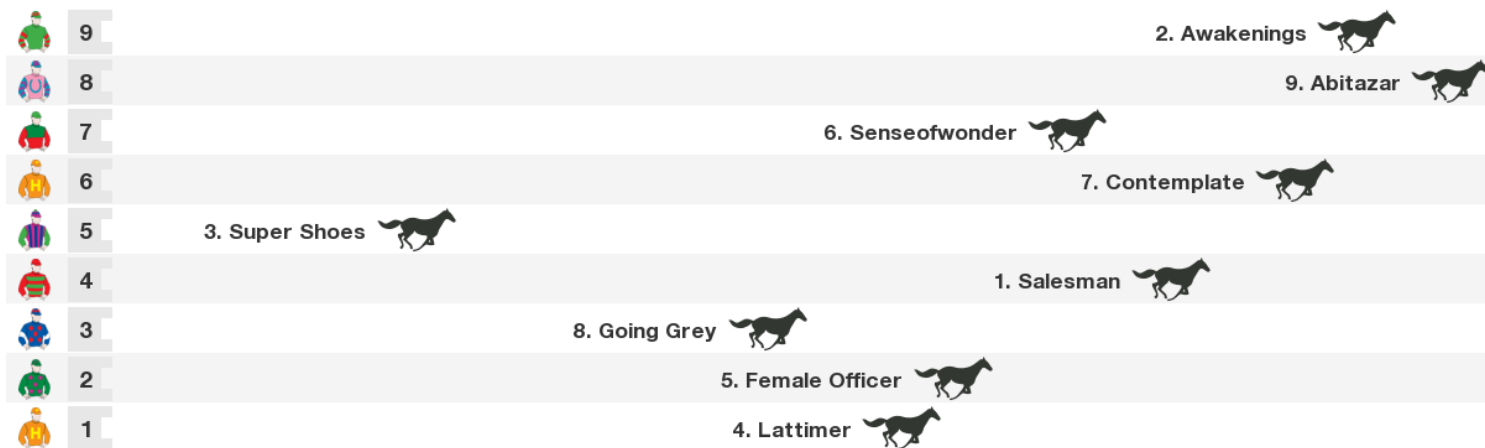 9 2. Awakenings
8 9. Abitazar
7 6. Senseofwonder
H 6 7. Contemplate
5 3. Super Shoes
4 1. Salesman
3 8. Going Grey
2 5. Female Officer
H 1 4. Lattimer